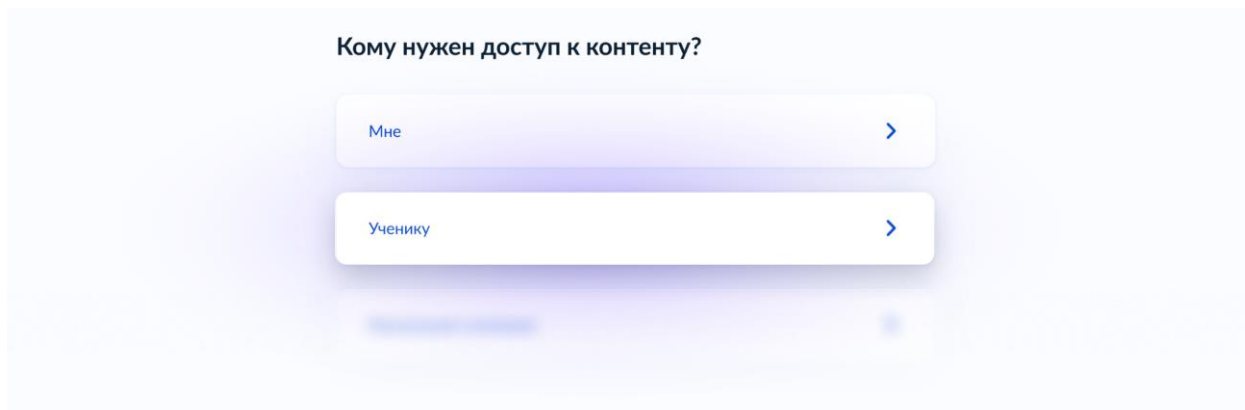 Кому нужен доступ к контенту?
Мне
Ученику